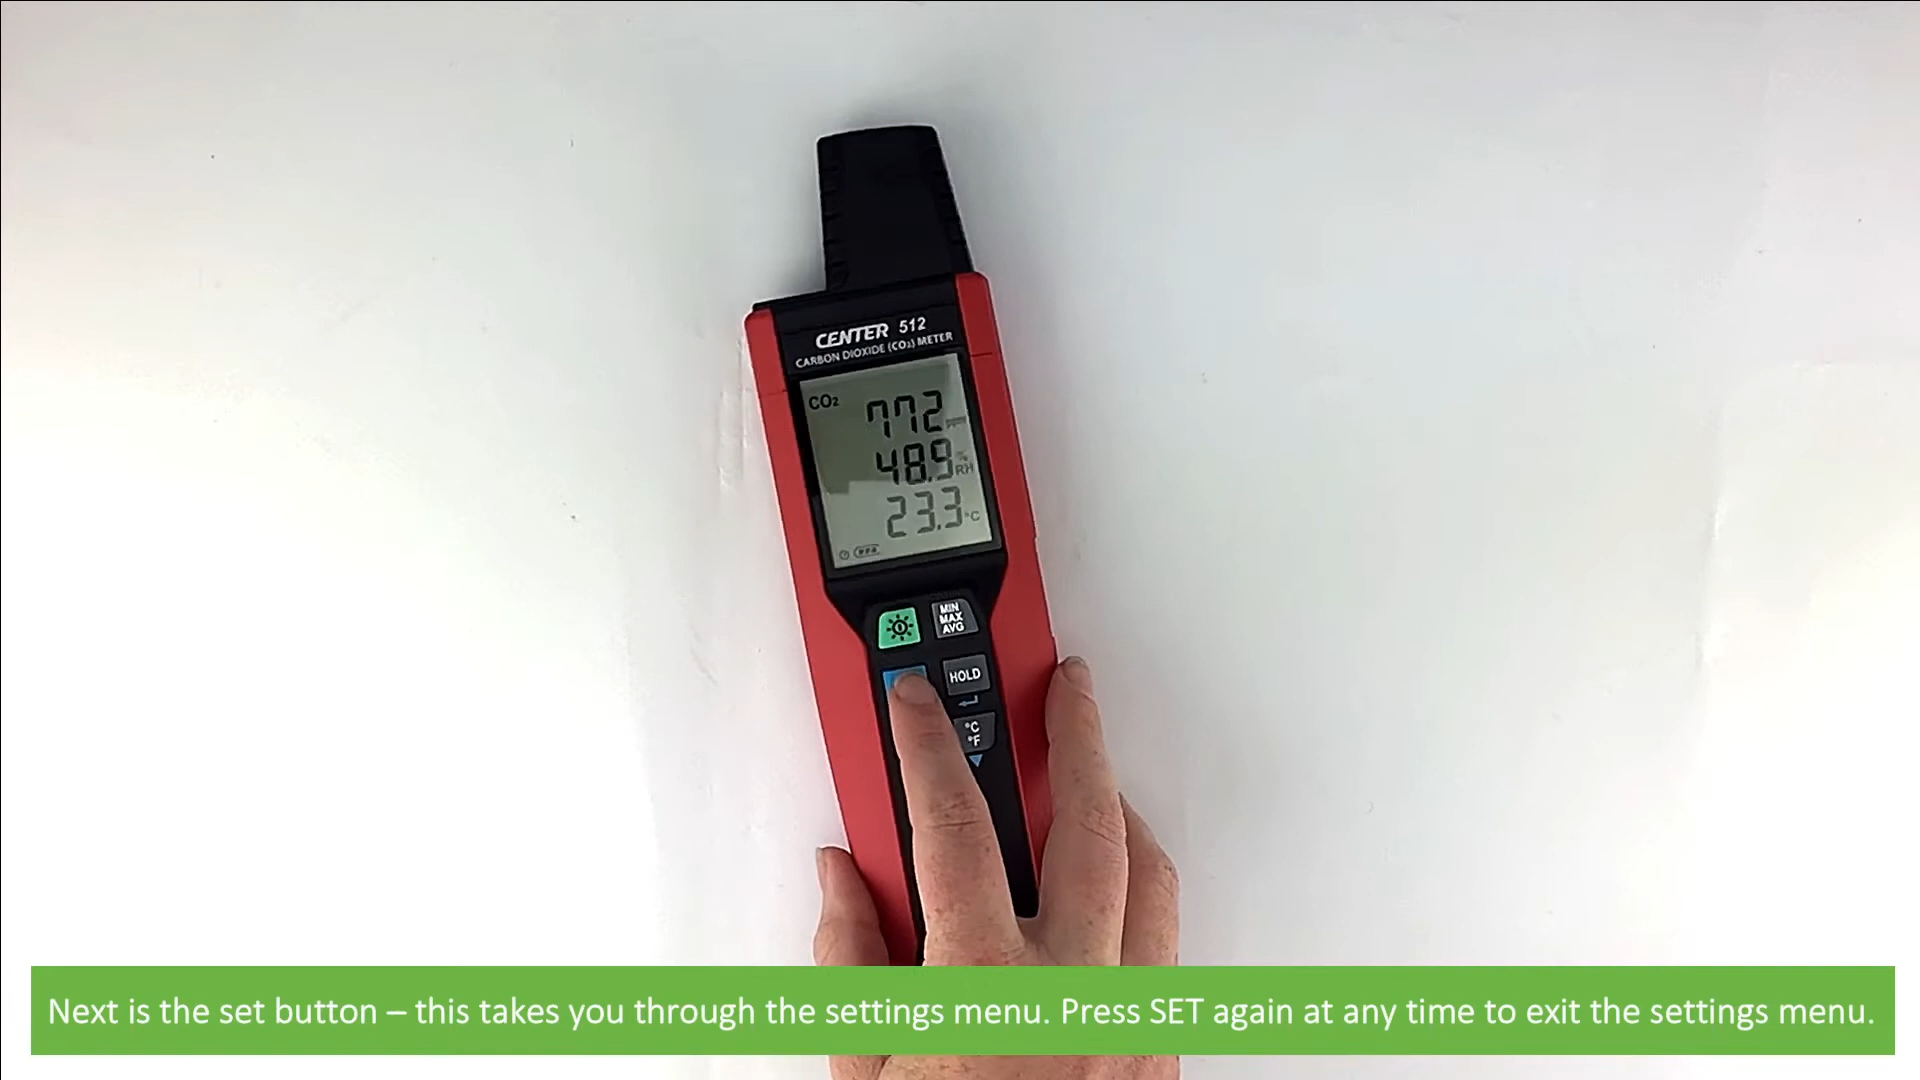 CENTER 512
CARBON DIOXIDE (CO₂) METER
CO₂
772
48.9 %
RH
23.3 °C
MIN
MAX
AVG
HOLD
°C
°F
Next is the set button – this takes you through the settings menu. Press SET again at any time to exit the settings menu.